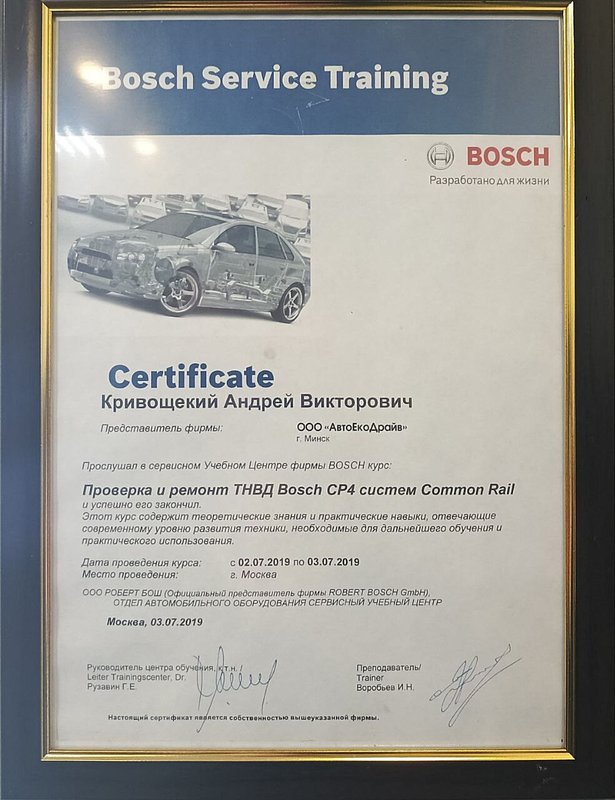 Bosch Service Training
BOSCH
Разработано для жизни
Certificate
Кривощекий Андрей Викторович
Представитель фирмы: ООО «АвтоЕкоДрайв»
г. Минск
Прослушал в сервисном Учебном Центре фирмы BOSCH курс:
Проверка и ремонт ТНВД Bosch CP4 систем Common Rail
и успешно его закончил.
Этот курс содержит теоретические знания и практические навыки, отвечающие
современному уровню развития техники, необходимые для дальнейшего обучения и
практического использования.
Дата проведения курса: с 02.07.2019 по 03.07.2019
Место проведения: г. Москва
ООО РОБЕРТ БОШ (Официальный представитель фирмы ROBERT BOSCH GmbH),
ОТДЕЛ АВТОМОБИЛЬНОГО ОБОРУДОВАНИЯ СЕРВИСНЫЙ УЧЕБНЫЙ ЦЕНТР
Москва, 03.07.2019
Руководитель центра обучения, к.т.н./
Leiter Trainingscenter, Dr.
Рузавин Г.Е.
Преподаватель/
Trainer
Воробьев И.Н.
Настоящий сертификат является собственностью вышеуказанной фирмы.